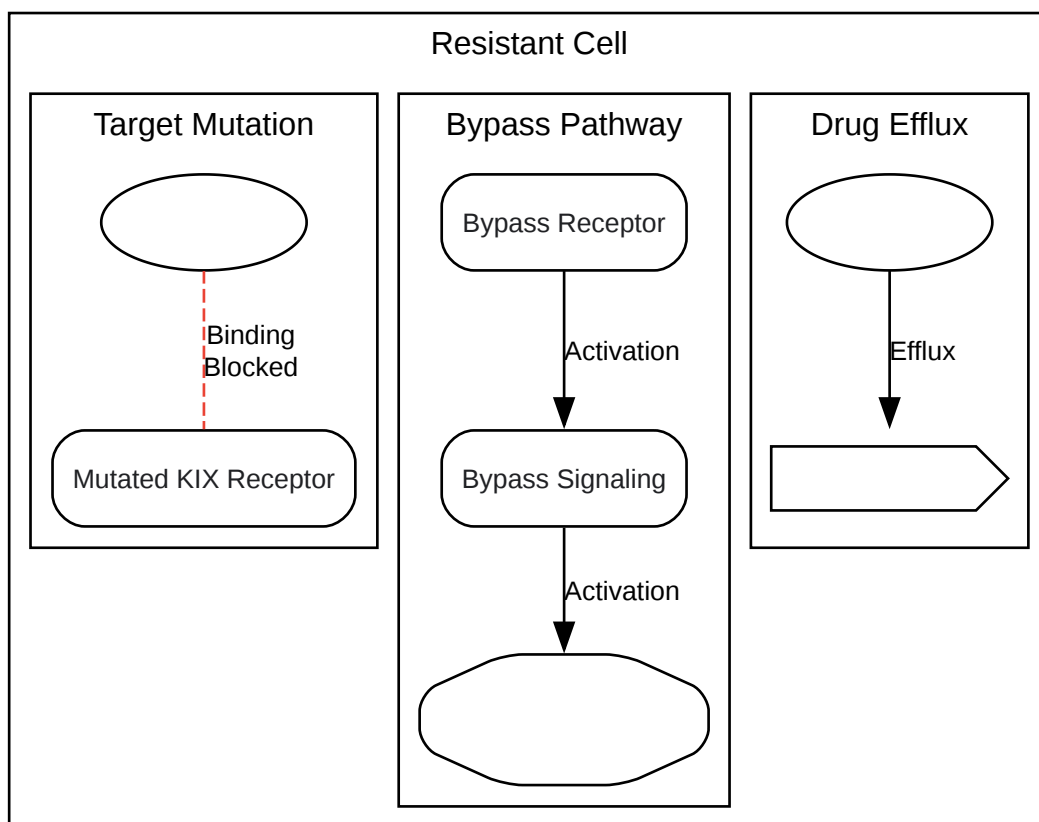 Resistant Cell
Target Mutation
Binding
Blocked
Mutated KIX Receptor
Bypass Pathway
Bypass Receptor
Activation
Bypass Signaling
Activation
Drug Efflux
Efflux